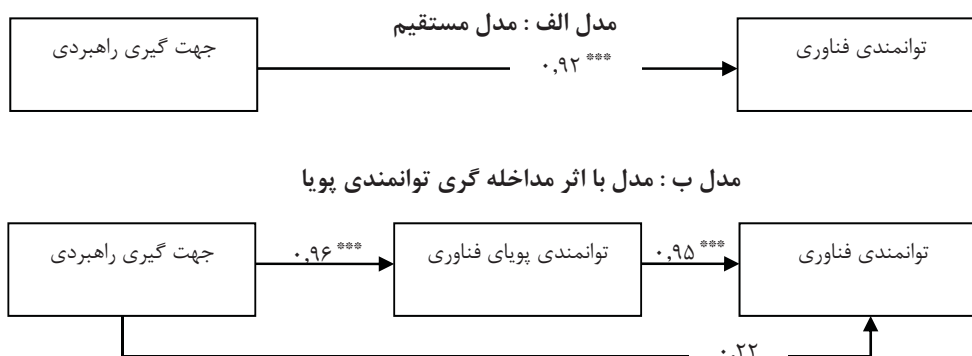 مدل الف : مدل مستقیم
جهت گیری راهبردی
۰,۹۲ ***
توانمندی فناوری
مدل ب : مدل با اثر مداخله گری توانمندی پویا
جهت گیری راهبردی
۰,۹۶ ***
توانمندی پویای فناوری
۰,۹۵ ***
توانمندی فناوری
۰,۲۲